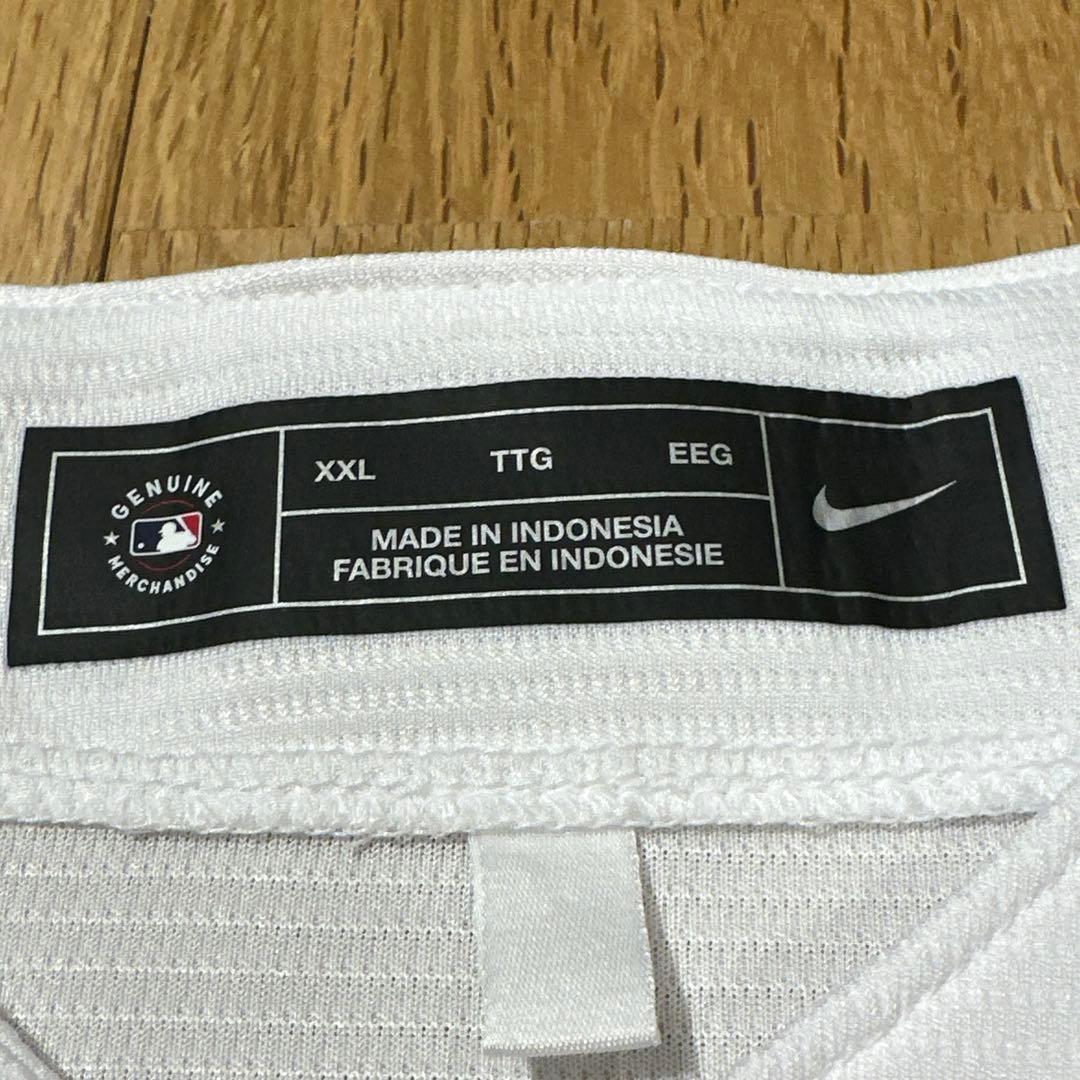 GENUINE
MERCHANDISE
XXL TTG EEG
MADE IN INDONESIA
FABRIQUE EN INDONESIE